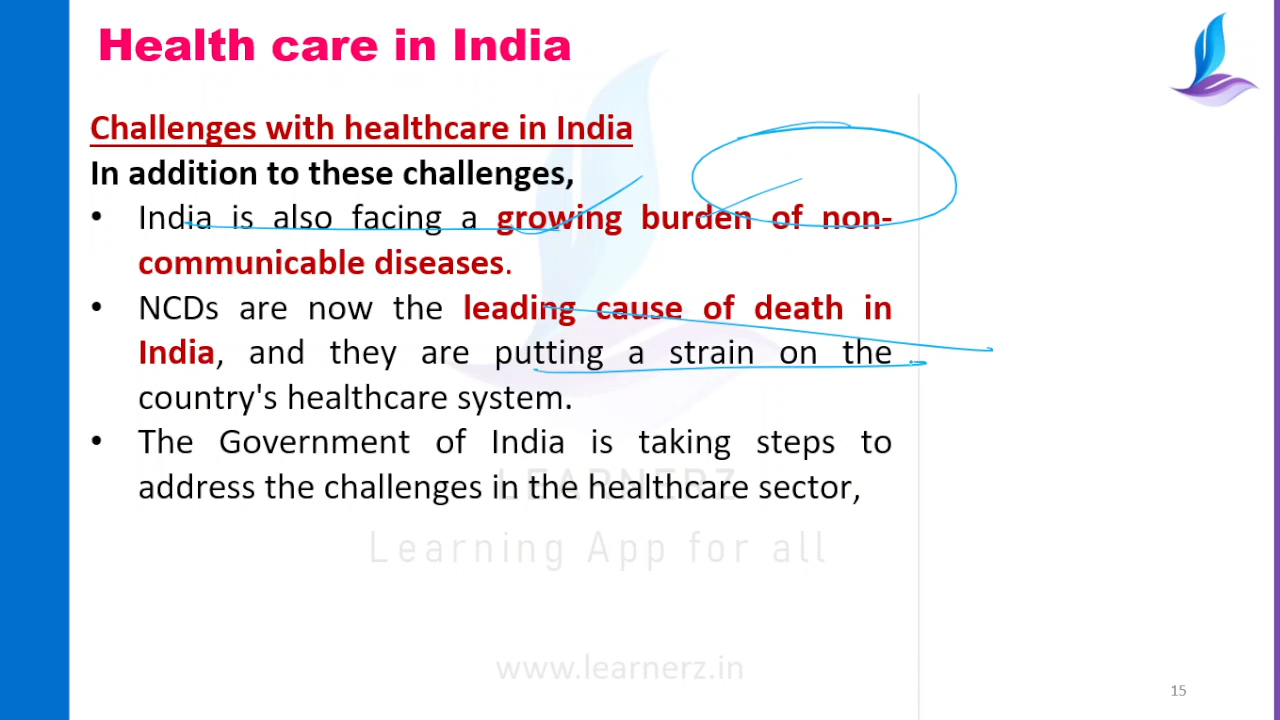 Health care in India
Challenges with healthcare in India
In addition to these challenges,
• India is also facing a growing burden of non-
communicable diseases.
• NCDs are now the leading cause of death in
India, and they are putting a strain on the
country's healthcare system.
• The Government of India is taking steps to
address the challenges in the healthcare sector,
LEARNERZ
Learning App for all
www.learnerz.in
15